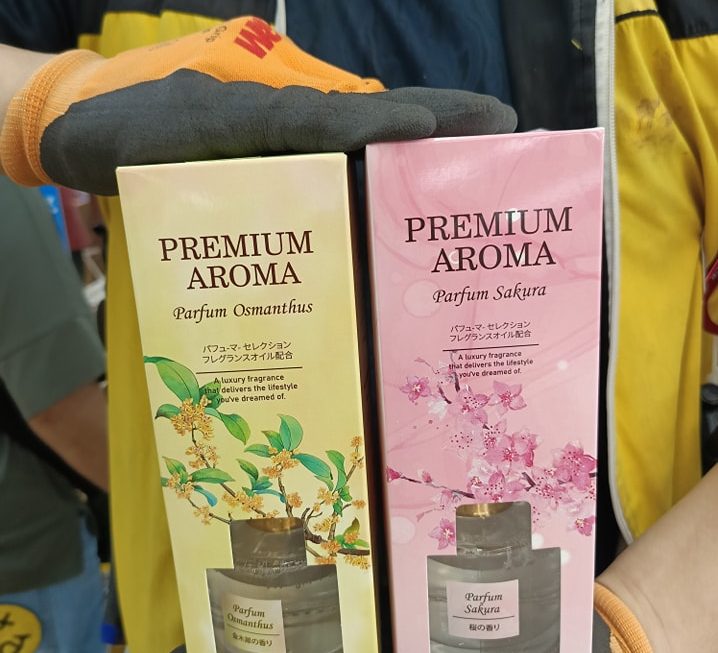 PREMIUM
AROMA
Parfum Osmanthus
パフューマーセレクション
フレグランスオイル配合
A luxury fragrance
that delivers the lifestyle
you've dreamed of.
Parfum
Osmanthus
金木犀の香り
PREMIUM
AROMA
Parfum Sakura
パフューマーセレクション
フレグランスオイル配合
A luxury fragrance
that delivers the lifestyle
you've dreamed of.
Parfum
Sakura
桜の香り